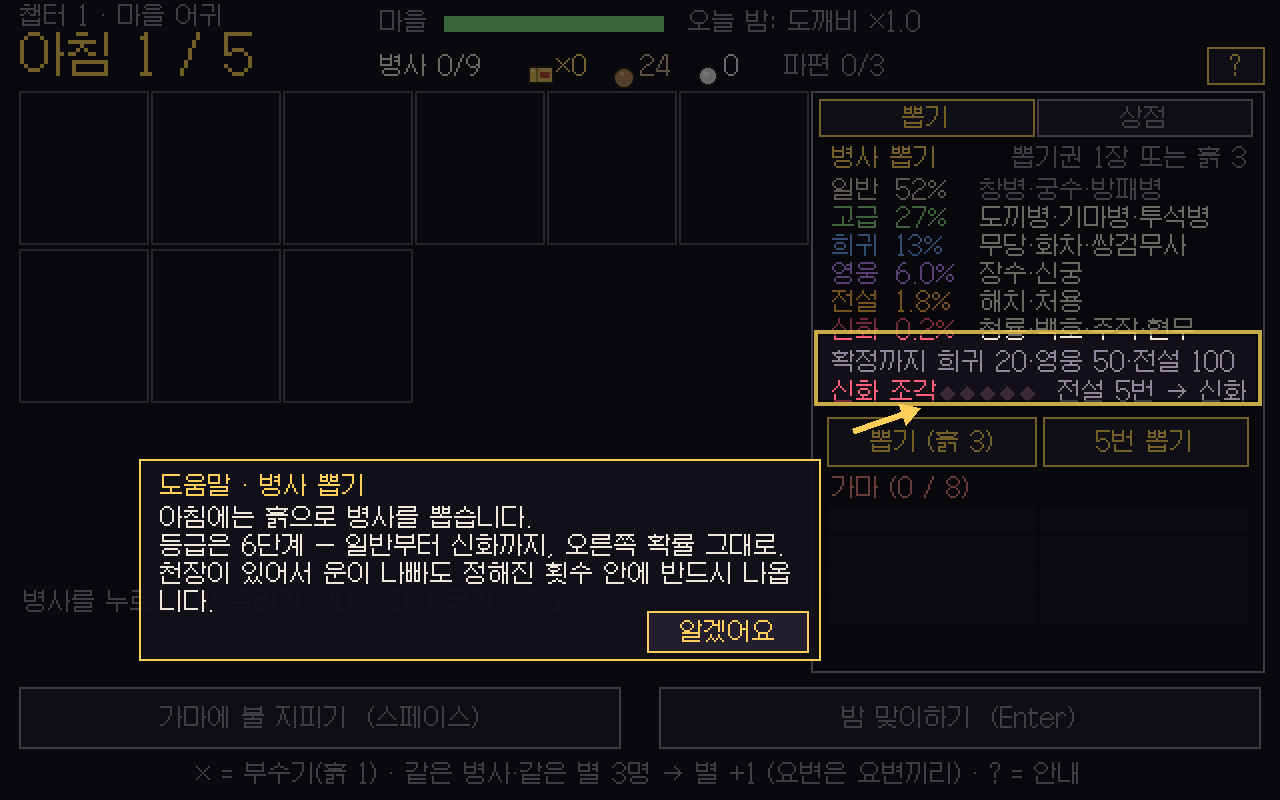 챕터 1 · 마을 어귀
아침 1 / 5
마을
오늘 밤: 도깨비 ×1.0
병사 0/9
×0
24
0
파편 0/3
?
뽑기
상점
병사 뽑기
뽑기권 1장 또는 흙 3
일반 52% 창병·궁수·방패병
고급 27% 도끼병·기마병·투석병
희귀 13% 무당·화차·쌍검무사
영웅 6.0% 장수·신궁
전설 1.8% 해치·처용
신화 0.2% 청룡·백호·주작·현무
확정까지 희귀 20·영웅 50·전설 100
신화 조각◆◆◆◆◆ 전설 5번 → 신화
뽑기 (흙 3)
5번 뽑기
가마 (0 / 8)
도움말 · 병사 뽑기
아침에는 흙으로 병사를 뽑습니다.
등급은 6단계 — 일반부터 신화까지, 오른쪽 확률 그대로.
천장이 있어서 운이 나빠도 정해진 횟수 안에 반드시 나옵
니다.
알겠어요
병사를 누르
가마에 불 지피기 (스페이스)
밤 맞이하기 (Enter)
× = 부수기(흙 1) · 같은 병사·같은 별 3명 → 별 +1 (요변은 요변끼리) · ? = 안내